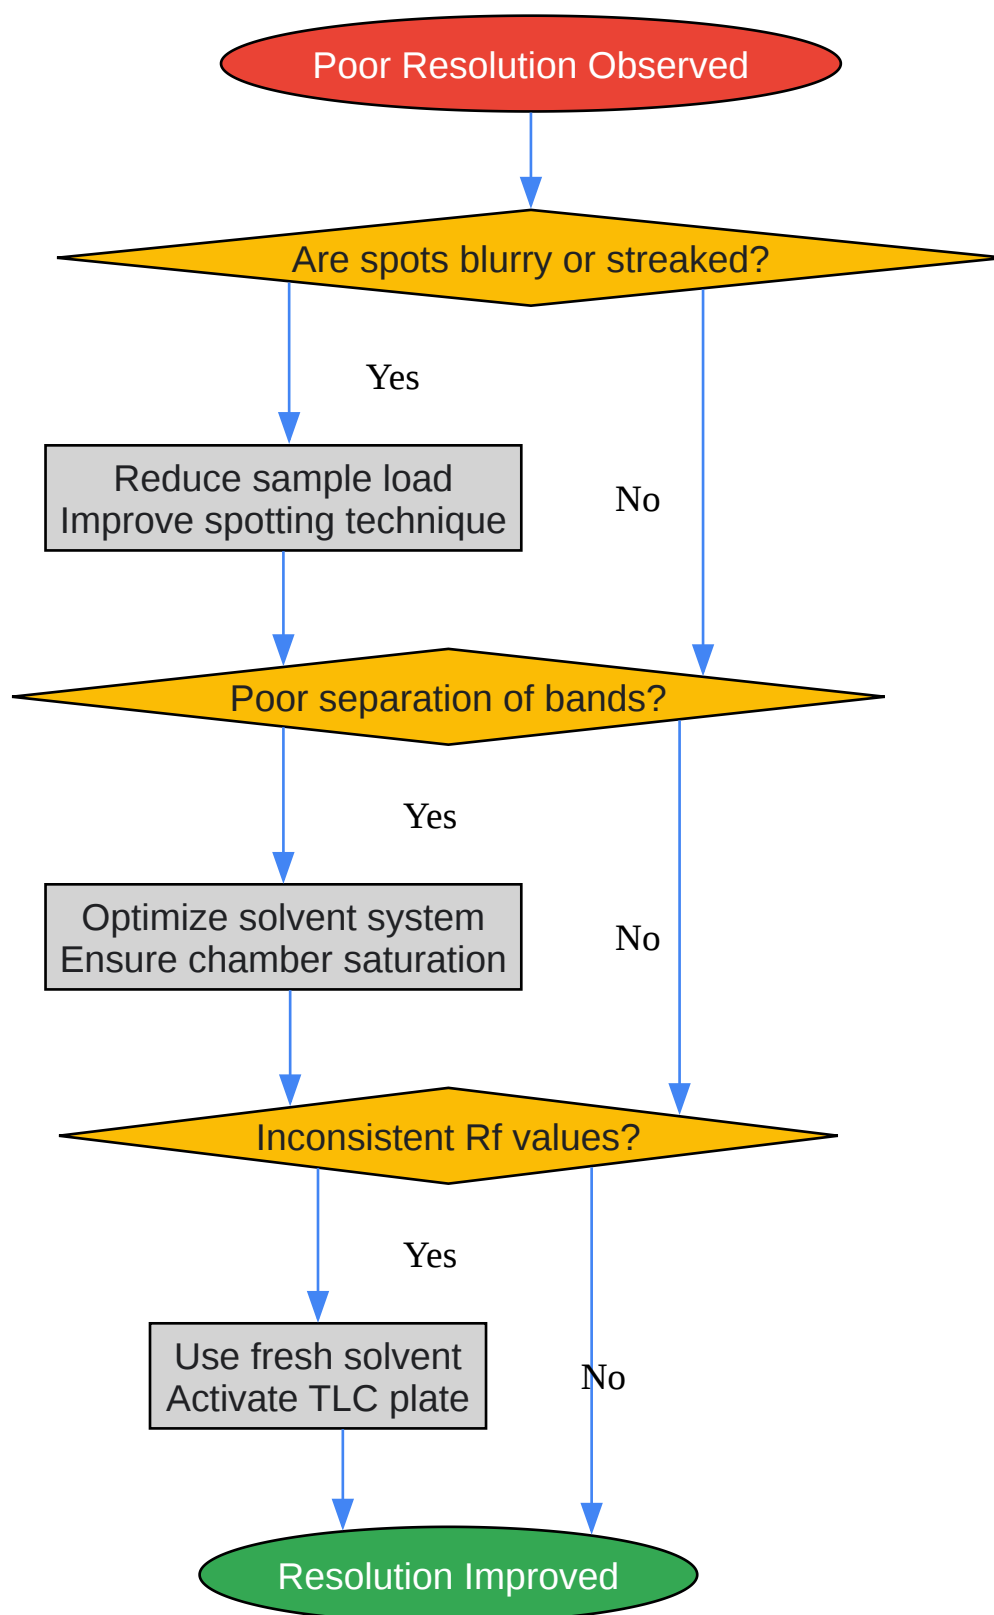 Poor Resolution Observed
Are spots blurry or streaked?
Yes
Reduce sample load
Improve spotting technique
No
Poor separation of bands?
Yes
Optimize solvent system
Ensure chamber saturation
No
Inconsistent Rf values?
Yes
Use fresh solvent
Activate TLC plate
No
Resolution Improved